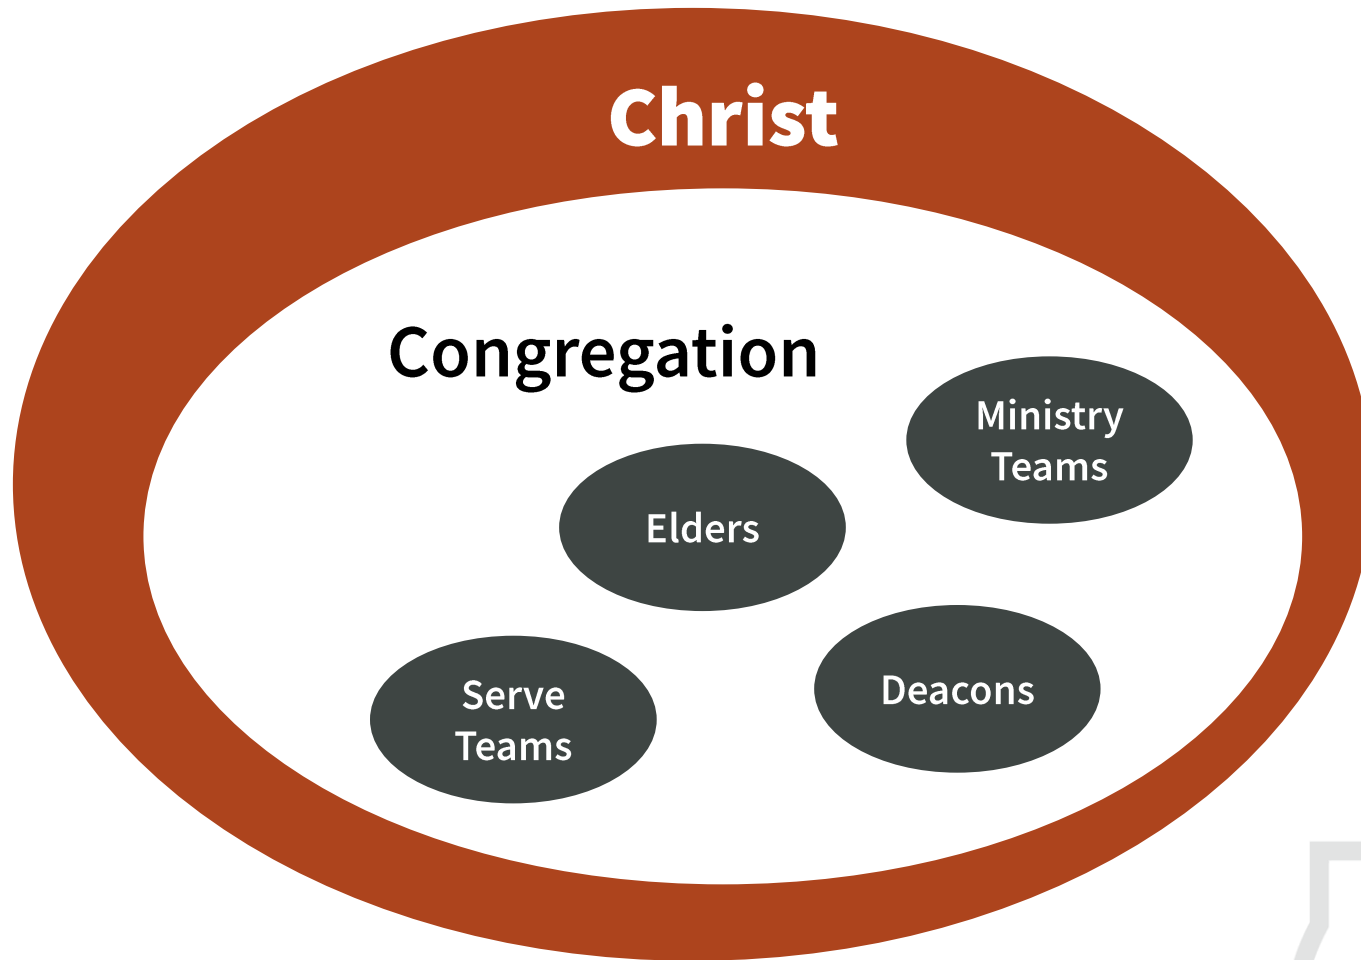 Christ
Congregation
Ministry
Teams
Elders
Serve
Teams
Deacons